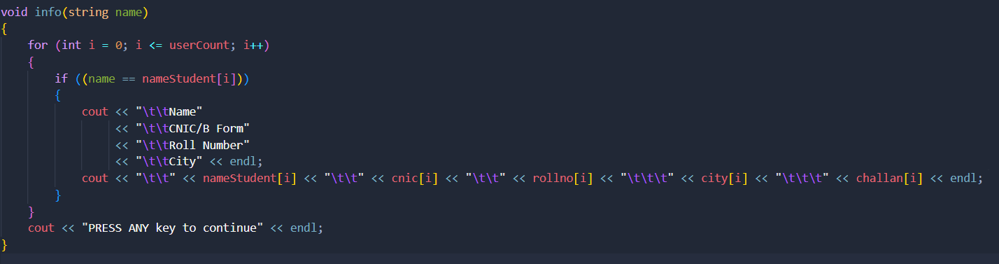 void info(string name)
{
    for (int i = 0; i <= userCount; i++)
    {
        if ((name == nameStudent[i]))
        {
            cout << "\t\tName"
                 << "\t\tCNIC/B Form"
                 << "\t\tRoll Number"
                 << "\t\tCity" << endl;
            cout << "\t\t" << nameStudent[i] << "\t\t" << cnic[i] << "\t\t" << rollno[i] << "\t\t\t" << city[i] << "\t\t\t" << challan[i] << endl;
        }
    }
    cout << "PRESS ANY key to continue" << endl;
}